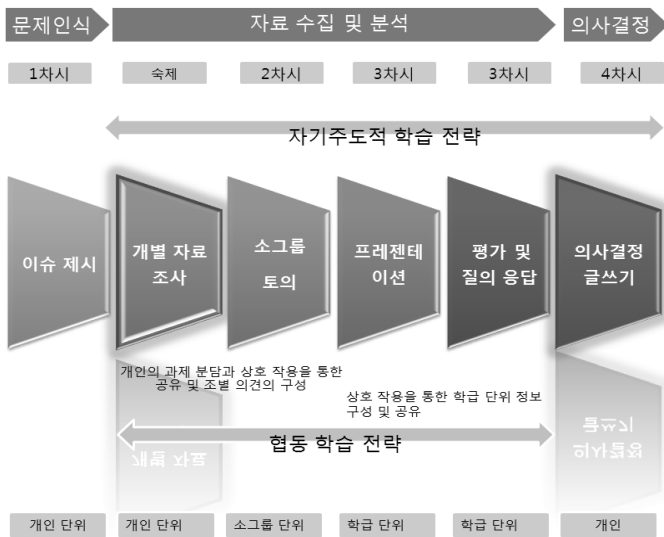 문제인식 자료 수집 및 분석 의사결정
1차시 숙제 2차시 3차시 3차시 4차시
자기주도적 학습 전략
이슈 제시
개별 자료
조사
소그룹
토의
프레젠테
이션
평가 및
질의 응답
의사결정
글쓰기
개인의 과제 분담과 상호 작용을 통한
공유 및 조별 의견의 구성
상호 작용을 통한 학급 단위 정보
구성 및 공유
협동 학습 전략
개인 단위 개인 단위 소그룹 단위 학급 단위 학급 단위 개인